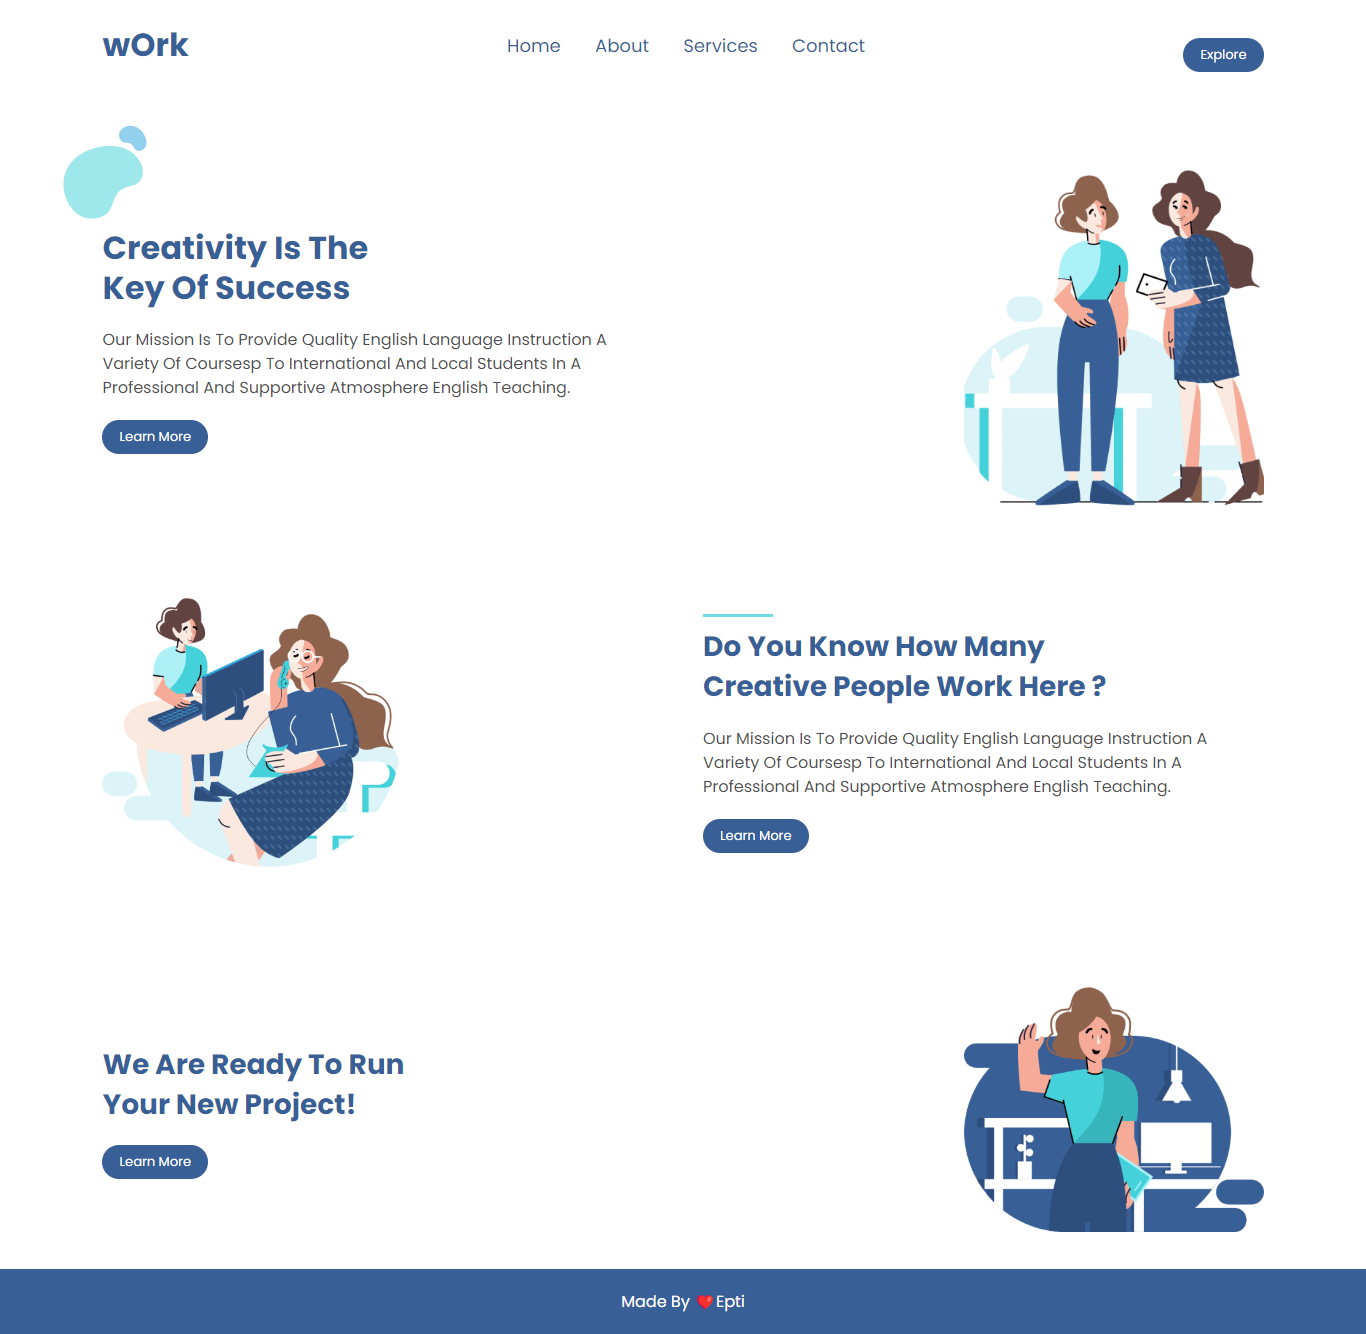 wOrk
Home About Services Contact
Explore
Creativity Is The
Key Of Success
Our Mission Is To Provide Quality English Language Instruction A
Variety Of Coursesp To International And Local Students In A
Professional And Supportive Atmosphere English Teaching.
Learn More
Do You Know How Many
Creative People Work Here ?
Our Mission Is To Provide Quality English Language Instruction A
Variety Of Coursesp To International And Local Students In A
Professional And Supportive Atmosphere English Teaching.
Learn More
We Are Ready To Run
Your New Project!
Learn More
Made By ❤️ Epti